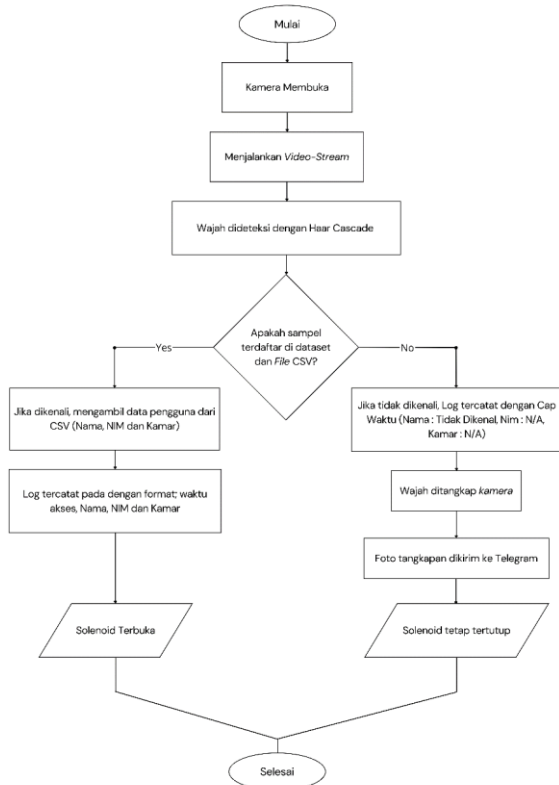 Mulai
Kamera Membuka
Menjalankan Video-Stream
Wajah dideteksi dengan Haar Cascade
Apakah sampel
terdaftar di dataset
dan File CSV?
Yes
No
Jika dikenali, mengambil data pengguna dari
CSV (Nama, NIM dan Kamar)
Log tercatat pada dengan format; waktu
akses, Nama, NIM dan Kamar
Solenoid Terbuka
Jika tidak dikenali, Log tercatat dengan Cap
Waktu (Nama : Tidak Dikenal, Nim : N/A,
Kamar : N/A)
Wajah ditangkap kamera
Foto tangkapan dikirim ke Telegram
Solenoid tetap tertutup
Selesai